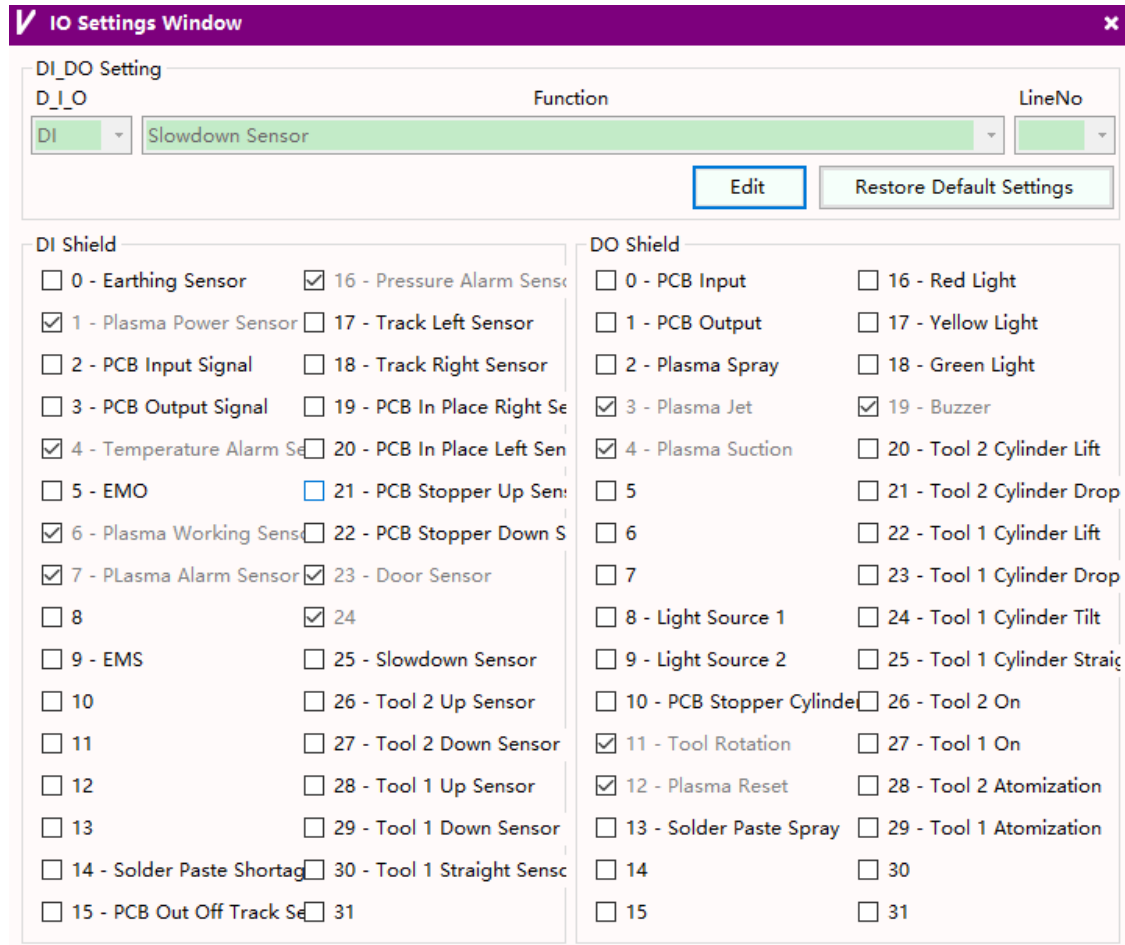 IO Settings Window
DI_DO Setting
D_I_O Function LineNo
DI Slowdown Sensor
Edit Restore Default Settings
DI Shield
0 - Earthing Sensor
1 - Plasma Power Sensor
2 - PCB Input Signal
3 - PCB Output Signal
4 - Temperature Alarm Se
5 - EMO
6 - Plasma Working Senso
7 - PLasma Alarm Sensor
8
9 - EMS
10
11
12
13
14 - Solder Paste Shortag
15 - PCB Out Off Track Se
16 - Pressure Alarm Senso
17 - Track Left Sensor
18 - Track Right Sensor
19 - PCB In Place Right Se
20 - PCB In Place Left Sen
21 - PCB Stopper Up Sens
22 - PCB Stopper Down S
23 - Door Sensor
24
25 - Slowdown Sensor
26 - Tool 2 Up Sensor
27 - Tool 2 Down Sensor
28 - Tool 1 Up Sensor
29 - Tool 1 Down Sensor
30 - Tool 1 Straight Sensc
31
DO Shield
0 - PCB Input
1 - PCB Output
2 - Plasma Spray
3 - Plasma Jet
4 - Plasma Suction
5
6
7
8 - Light Source 1
9 - Light Source 2
10 - PCB Stopper Cylinder
11 - Tool Rotation
12 - Plasma Reset
13 - Solder Paste Spray
14
15
16 - Red Light
17 - Yellow Light
18 - Green Light
19 - Buzzer
20 - Tool 2 Cylinder Lift
21 - Tool 2 Cylinder Drop
22 - Tool 1 Cylinder Lift
23 - Tool 1 Cylinder Drop
24 - Tool 1 Cylinder Tilt
25 - Tool 1 Cylinder Straig
26 - Tool 2 On
27 - Tool 1 On
28 - Tool 2 Atomization
29 - Tool 1 Atomization
30
31